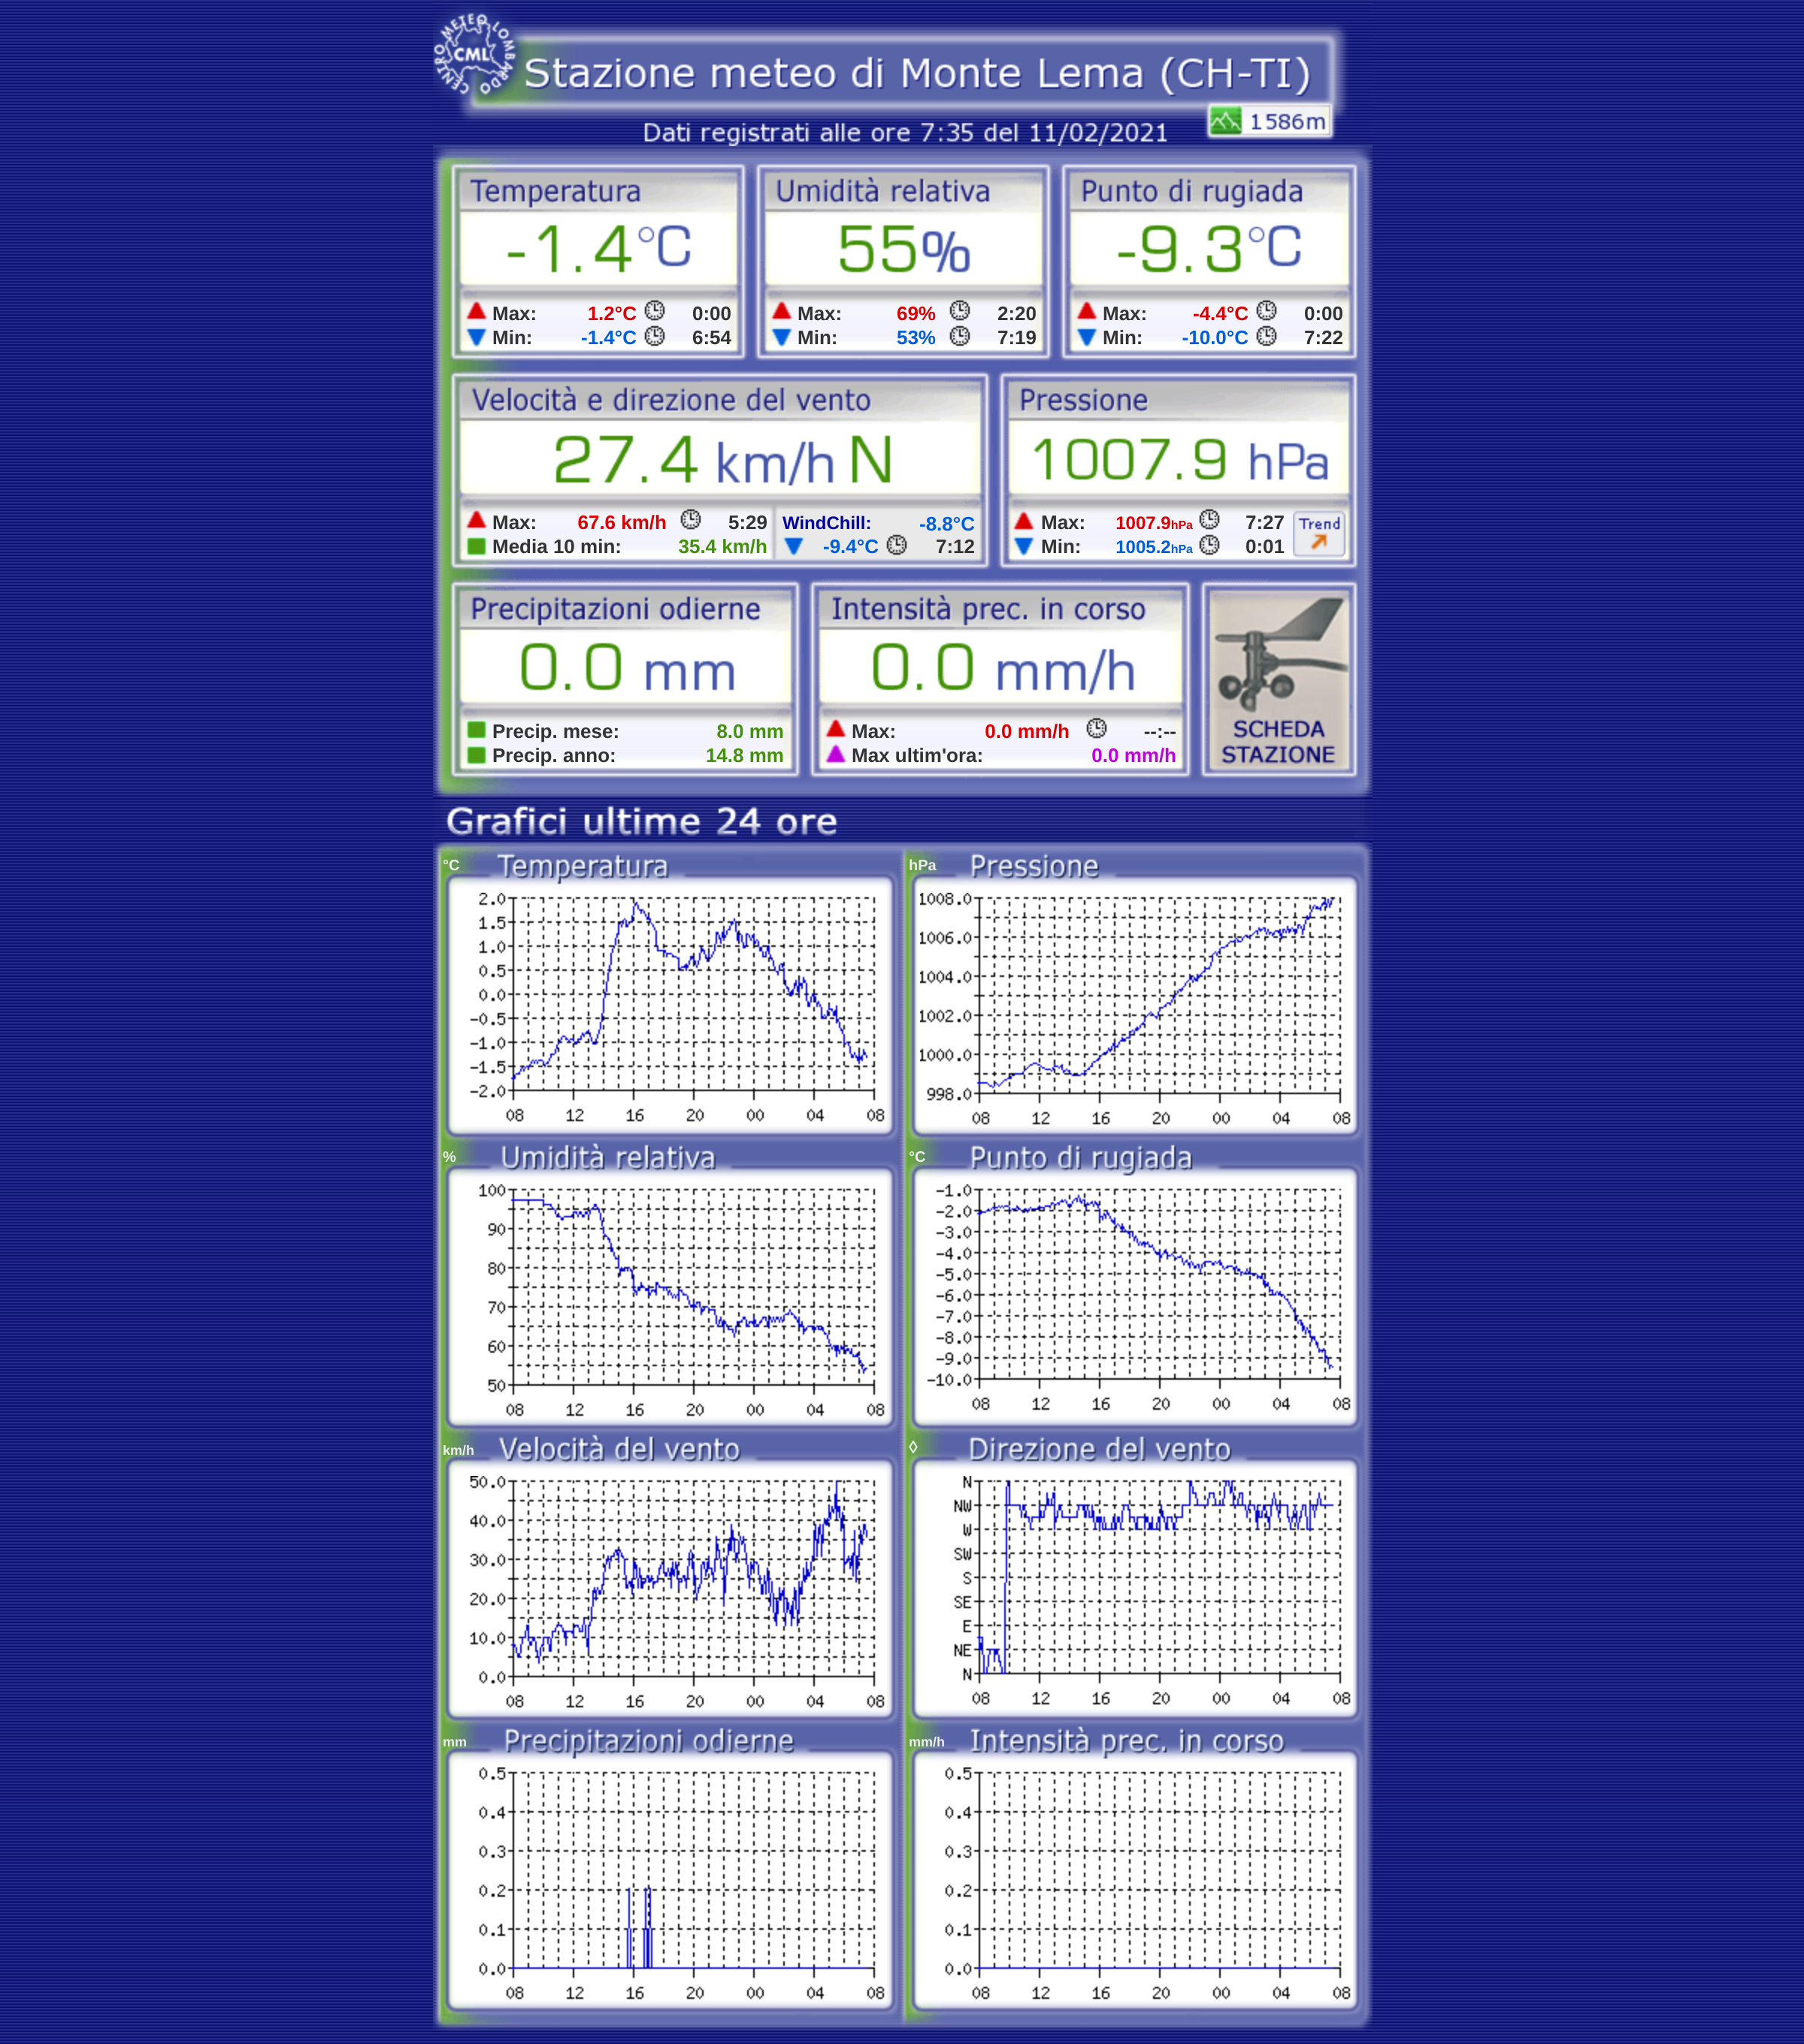 CENTRO METEO LOMBARDO
CML
Stazione meteo di Monte Lema (CH-TI)
1586m
Dati registrati alle ore 7:35 del 11/02/2021
Temperatura Umidità relativa Punto di rugiada
-1.4°C 55% -9.3°C
Max: 1.2°C 0:00 Max: 69% 2:20 Max: -4.4°C 0:00
Min: -1.4°C 6:54 Min: 53% 7:19 Min: -10.0°C 7:22
Velocità e direzione del vento Pressione
27.4 km/h N 1007.9 hPa
Max: 67.6 km/h 5:29 WindChill: -8.8°C Max: 1007.9hPa 7:27 Trend
Media 10 min: 35.4 km/h -9.4°C 7:12 Min: 1005.2hPa 0:01
Precipitazioni odierne Intensità prec. in corso
0.0 mm 0.0 mm/h
Precip. mese: 8.0 mm Max: 0.0 mm/h --:-- SCHEDA
Precip. anno: 14.8 mm Max ultim'ora: 0.0 mm/h STAZIONE
Grafici ultime 24 ore
°C Temperatura
2.0
1.5
1.0
0.5
0.0
-0.5
-1.0
-1.5
-2.0
08 12 16 20 00 04 08
hPa Pressione
1008.0
1006.0
1004.0
1002.0
1000.0
998.0
08 12 16 20 00 04 08
% Umidità relativa
100
90
80
70
60
50
08 12 16 20 00 04 08
°C Punto di rugiada
-1.0
-2.0
-3.0
-4.0
-5.0
-6.0
-7.0
-8.0
-9.0
-10.0
08 12 16 20 00 04 08
km/h Velocità del vento
50.0
40.0
30.0
20.0
10.0
0.0
08 12 16 20 00 04 08
◊ Direzione del vento
N
NW
W
SW
S
SE
E
NE
N
08 12 16 20 00 04 08
mm Precipitazioni odierne
0.5
0.4
0.3
0.2
0.1
0.0
08 12 16 20 00 04 08
mm/h Intensità prec. in corso
0.5
0.4
0.3
0.2
0.1
0.0
08 12 16 20 00 04 08